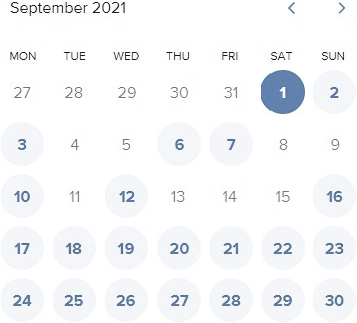 September 2021
MON TUE WED THU FRI SAT SUN
27 28 29 30 31 1 2
3 4 5 6 7 8 9
10 11 12 13 14 15 16
17 18 19 20 21 22 23
24 25 26 27 28 29 30